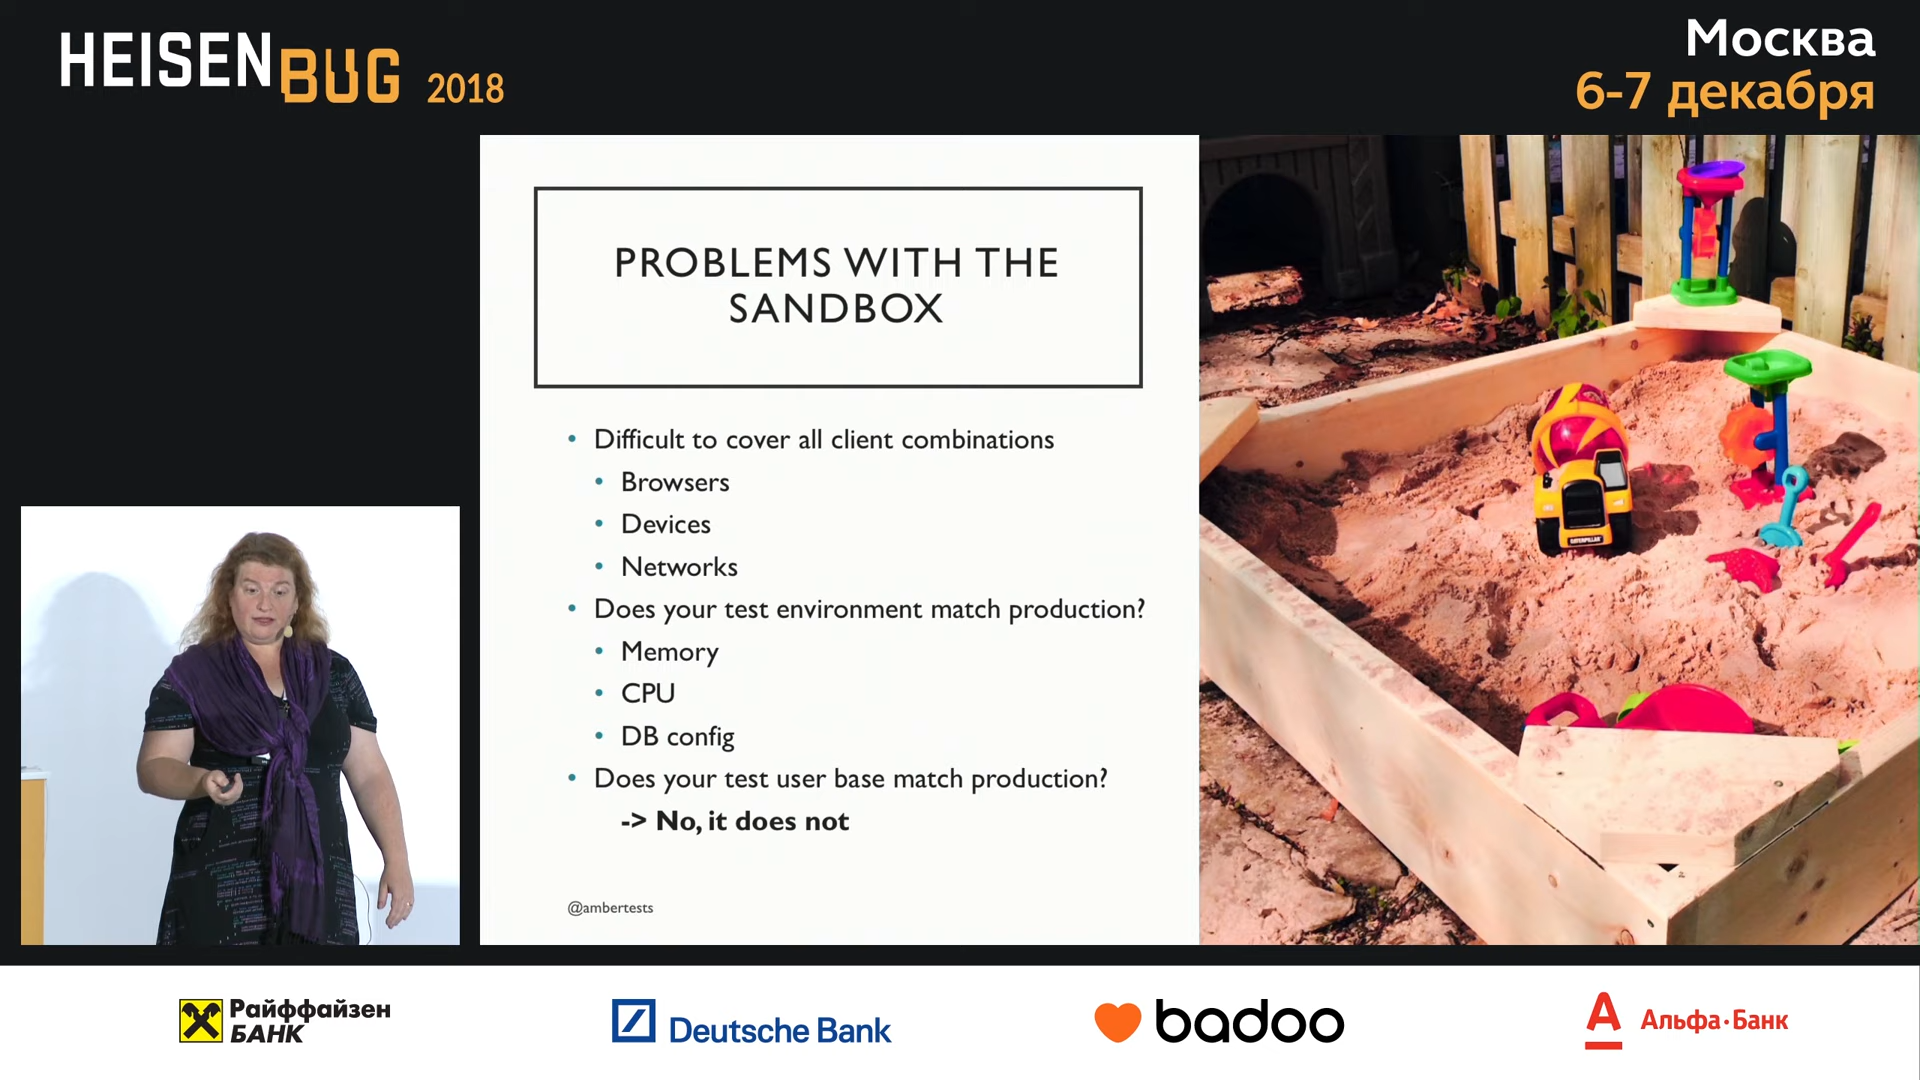 HEISENBUG 2018
Москва
6-7 декабря
PROBLEMS WITH THE
SANDBOX
• Difficult to cover all client combinations
• Browsers
• Devices
• Networks
• Does your test environment match production?
• Memory
• CPU
• DB config
• Does your test user base match production?
-> No, it does not
@ambertests
CATERPILLAR
Райффайзен
БАНК
Deutsche Bank
badoo
А
Альфа·Банк